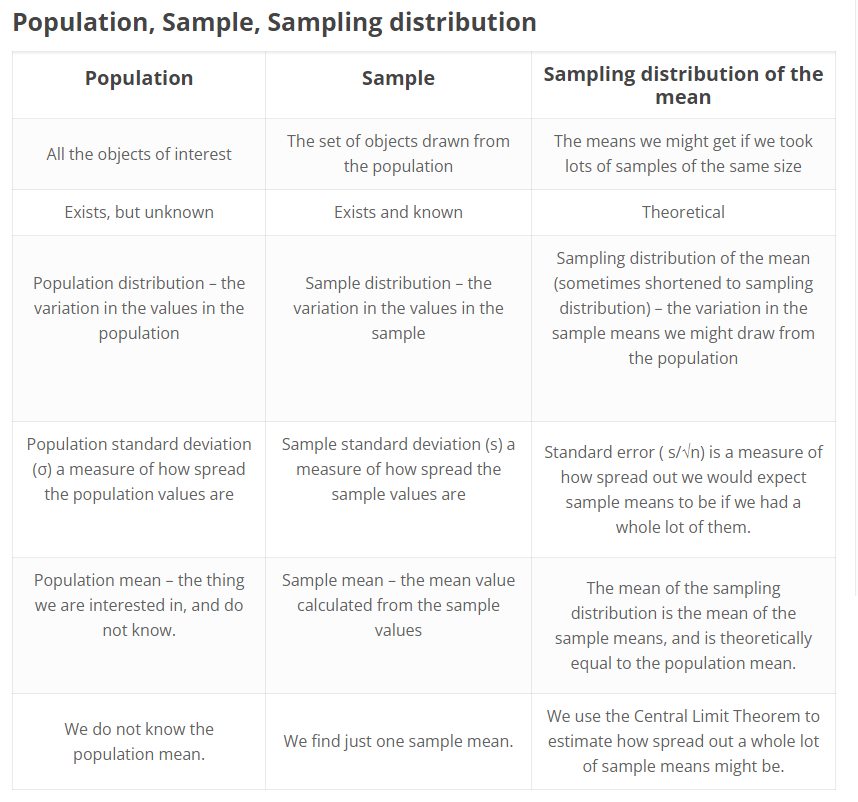 Population, Sample, Sampling distribution
Population
Sample
Sampling distribution of the
mean
All the objects of interest
The set of objects drawn from
the population
The means we might get if we took
lots of samples of the same size
Exists, but unknown
Exists and known
Theoretical
Population distribution – the
variation in the values in the
population
Sample distribution – the
variation in the values in the
sample
Sampling distribution of the mean
(sometimes shortened to sampling
distribution) – the variation in the
sample means we might draw from
the population
Population standard deviation
(σ) a measure of how spread
the population values are
Sample standard deviation (s) a
measure of how spread the
sample values are
Standard error ( s/√n) is a measure of
how spread out we would expect
sample means to be if we had a
whole lot of them.
Population mean – the thing
we are interested in, and do
not know.
Sample mean – the mean value
calculated from the sample
values
The mean of the sampling
distribution is the mean of the
sample means, and is theoretically
equal to the population mean.
We do not know the
population mean.
We find just one sample mean.
We use the Central Limit Theorem to
estimate how spread out a whole lot
of sample means might be.